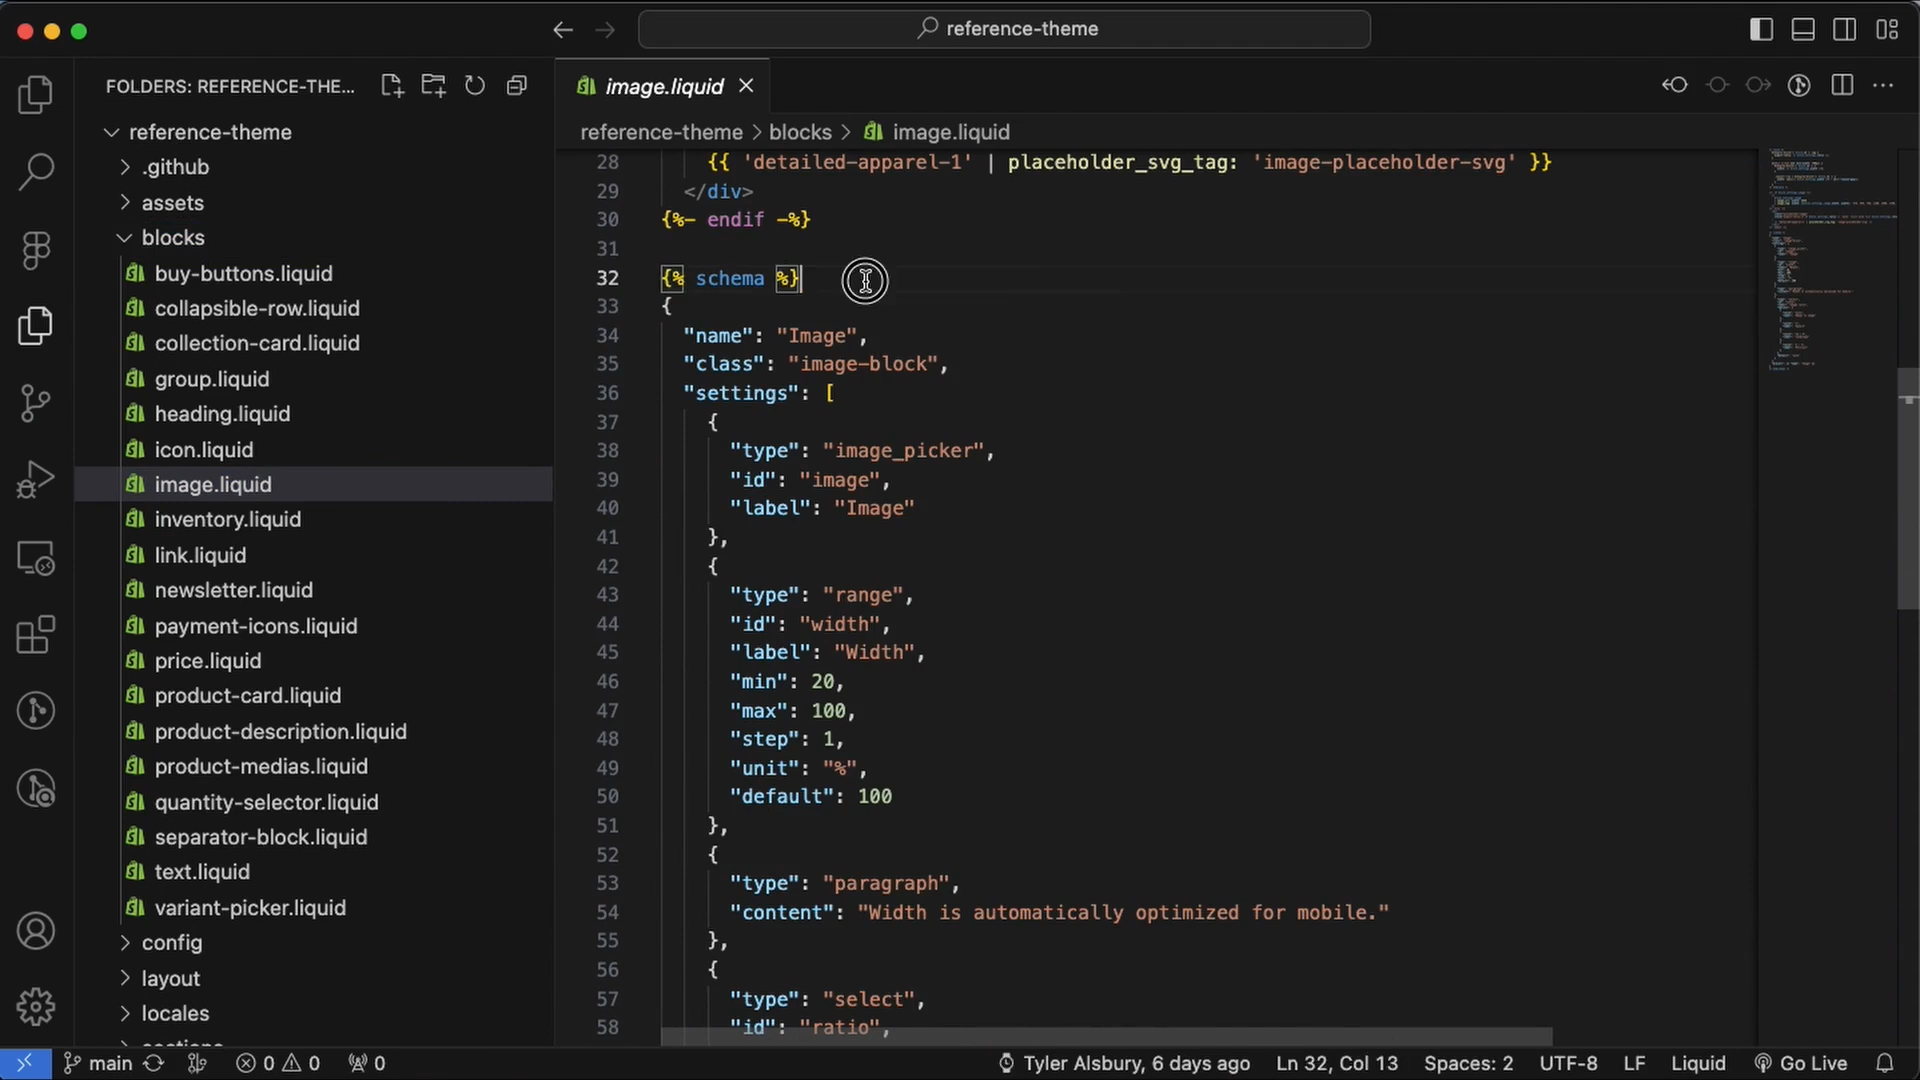 reference-theme
FOLDERS: REFERENCE-THE...
reference-theme
.github
assets
blocks
buy-buttons.liquid
collapsible-row.liquid
collection-card.liquid
group.liquid
heading.liquid
icon.liquid
image.liquid
inventory.liquid
link.liquid
newsletter.liquid
payment-icons.liquid
price.liquid
product-card.liquid
product-description.liquid
product-medias.liquid
quantity-selector.liquid
separator-block.liquid
text.liquid
variant-picker.liquid
config
layout
locales
image.liquid
reference-theme > blocks > image.liquid
28 {{ 'detailed-apparel-1' | placeholder_svg_tag: 'image-placeholder-svg' }}
29 </div>
30 {%- endif -%}
31
32 {% schema %}
33 {
34 "name": "Image",
35 "class": "image-block",
36 "settings": [
37 {
38 "type": "image_picker",
39 "id": "image",
40 "label": "Image"
41 },
42 {
43 "type": "range",
44 "id": "width",
45 "label": "Width",
46 "min": 20,
47 "max": 100,
48 "step": 1,
49 "unit": "%",
50 "default": 100
51 },
52 {
53 "type": "paragraph",
54 "content": "Width is automatically optimized for mobile."
55 },
56 {
57 "type": "select",
58 "id": "ratio",
main 0 0 0 Tyler Alsbury, 6 days ago Ln 32, Col 13 Spaces: 2 UTF-8 LF Liquid Go Live